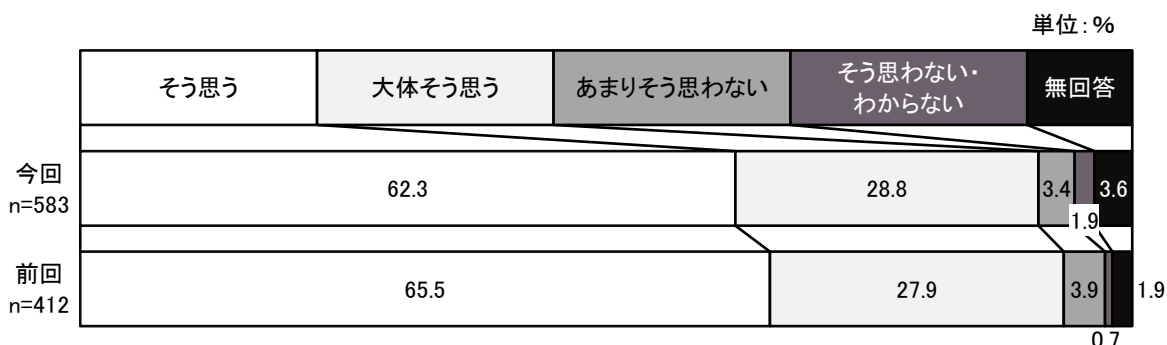 単位:%
そう思う
大体そう思う
あまりそう思わない
そう思わない・
わからない
無回答
今回
n=583
62.3
28.8
3.4
1.9
3.6
前回
n=412
65.5
27.9
3.9
0.7
1.9